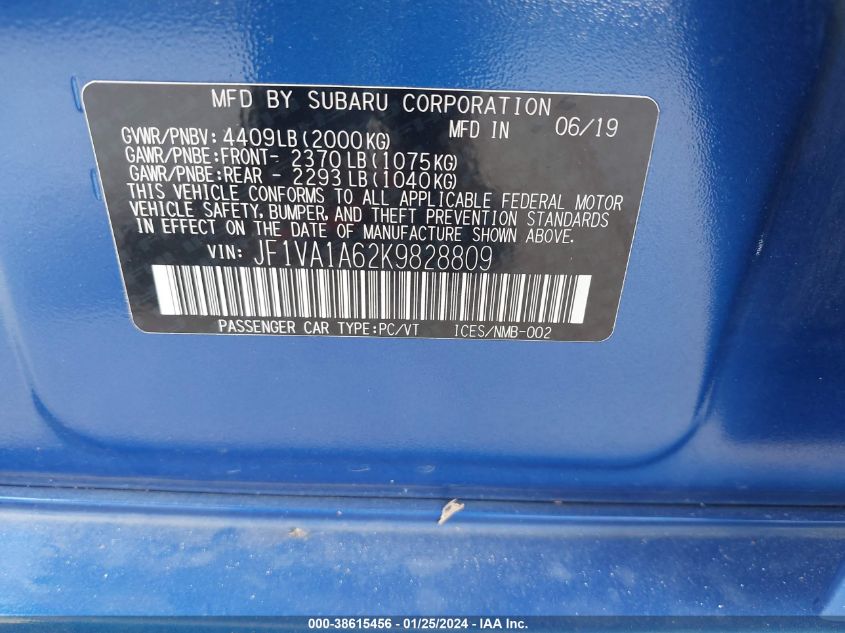 MFD BY SUBARU CORPORATION
MFD IN 06/19
GVWR/PNBV: 4409LB(2000KG)
GAWR/PNBE:FRONT- 2370LB(1075KG)
GAWR/PNBE:REAR - 2293LB(1040KG)
THIS VEHICLE CONFORMS TO ALL APPLICABLE FEDERAL MOTOR
VEHICLE SAFETY, BUMPER, AND THEFT PREVENTION STANDARDS
IN EFFECT ON THE DATE OF MANUFACTURE SHOWN ABOVE.
VIN: JF1VA1A62K9828809
PASSENGER CAR TYPE:PC/VT ICES/NMB-002
000-38615456 - 01/25/2024 - IAA Inc.